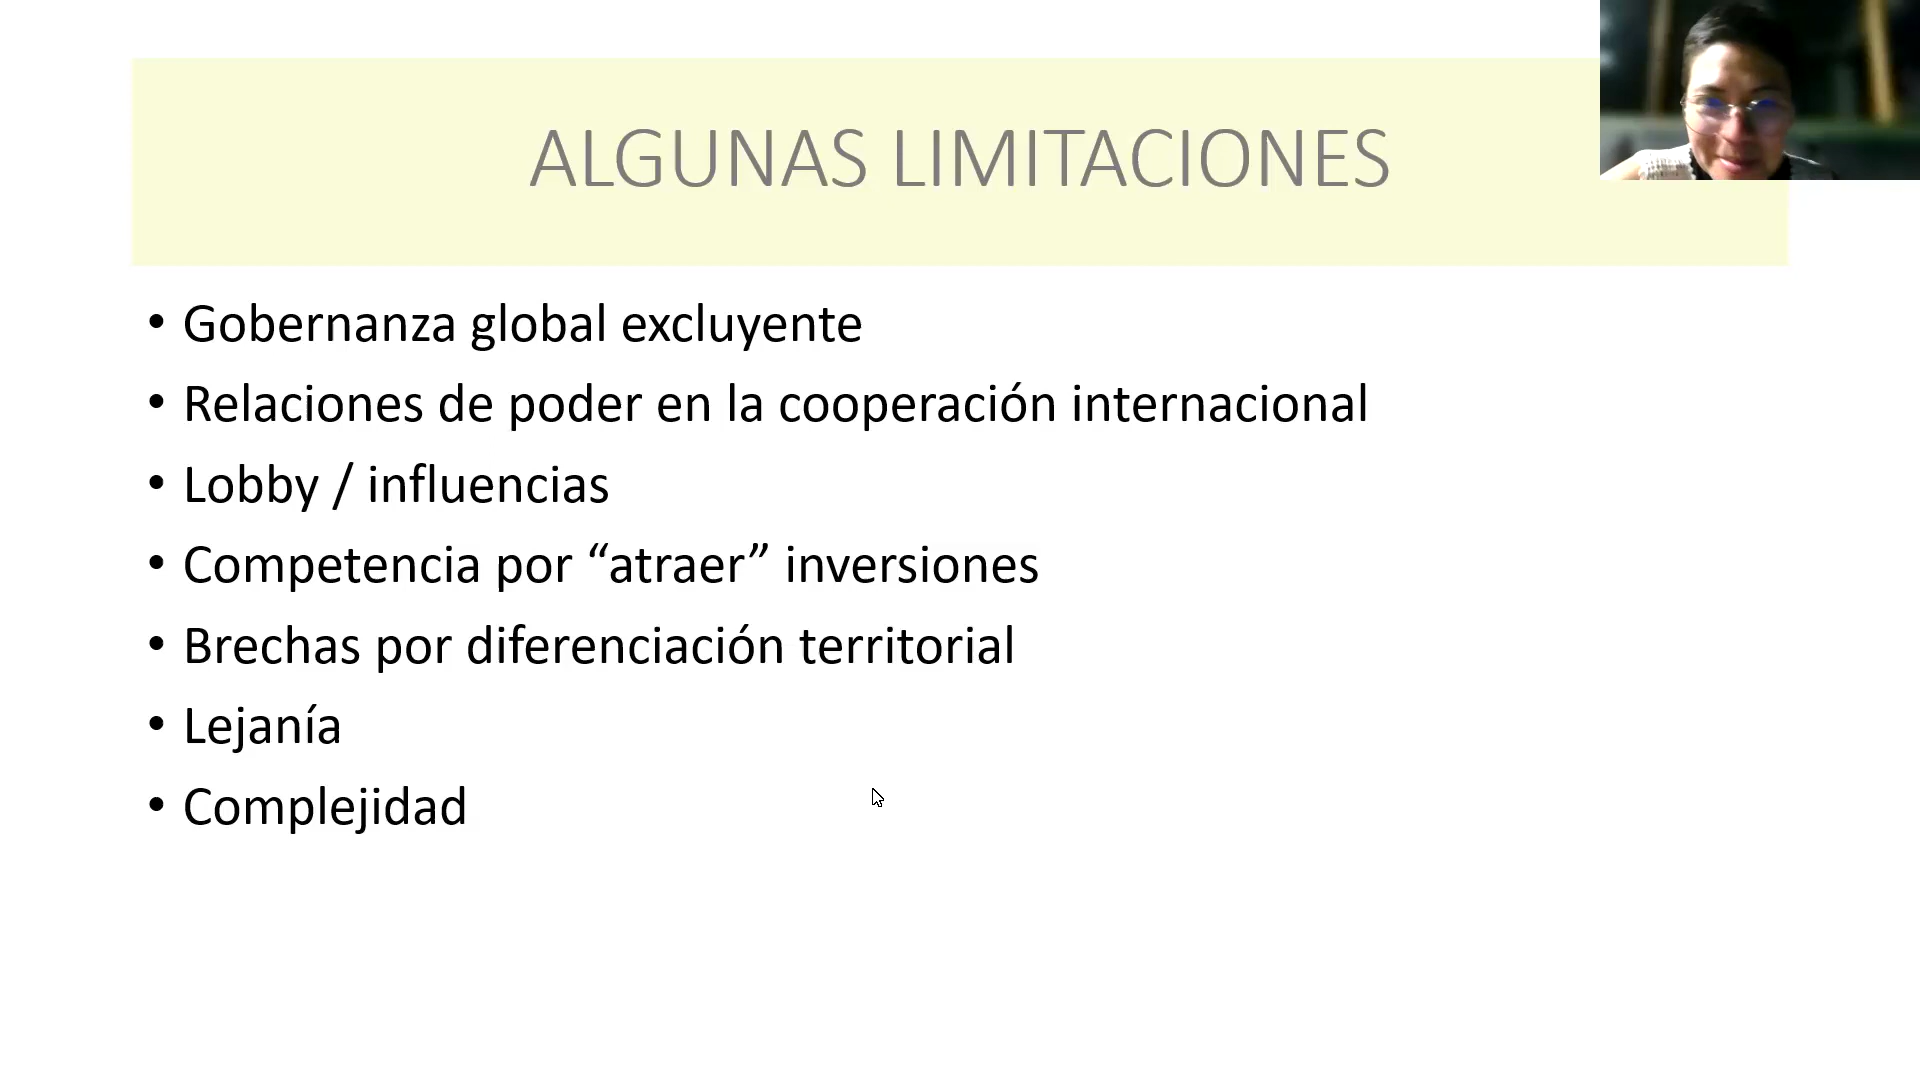 ALGUNAS LIMITACIONES
• Gobernanza global excluyente
• Relaciones de poder en la cooperación internacional
• Lobby / influencias
• Competencia por “atraer” inversiones
• Brechas por diferenciación territorial
• Lejanía
• Complejidad